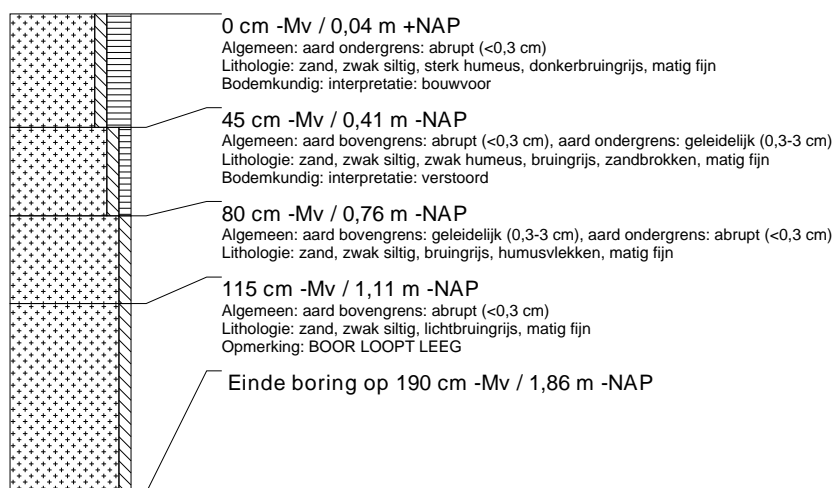 0 cm -Mv / 0,04 m +NAP
Algemeen: aard ondergrens: abrupt (<0,3 cm)
Lithologie: zand, zwak siltig, sterk humeus, donkerbruingrijs, matig fijn
Bodemkundig: interpretatie: bouwvoor
45 cm -Mv / 0,41 m -NAP
Algemeen: aard bovengrens: abrupt (<0,3 cm), aard ondergrens: geleidelijk (0,3-3 cm)
Lithologie: zand, zwak siltig, zwak humeus, bruingrijs, zandbrokken, matig fijn
Bodemkundig: interpretatie: verstoord
80 cm -Mv / 0,76 m -NAP
Algemeen: aard bovengrens: geleidelijk (0,3-3 cm), aard ondergrens: abrupt (<0,3 cm)
Lithologie: zand, zwak siltig, bruingrijs, humusvlekken, matig fijn
115 cm -Mv / 1,11 m -NAP
Algemeen: aard bovengrens: abrupt (<0,3 cm)
Lithologie: zand, zwak siltig, lichtbruingrijs, matig fijn
Opmerking: BOOR LOOPT LEEG
Einde boring op 190 cm -Mv / 1,86 m -NAP